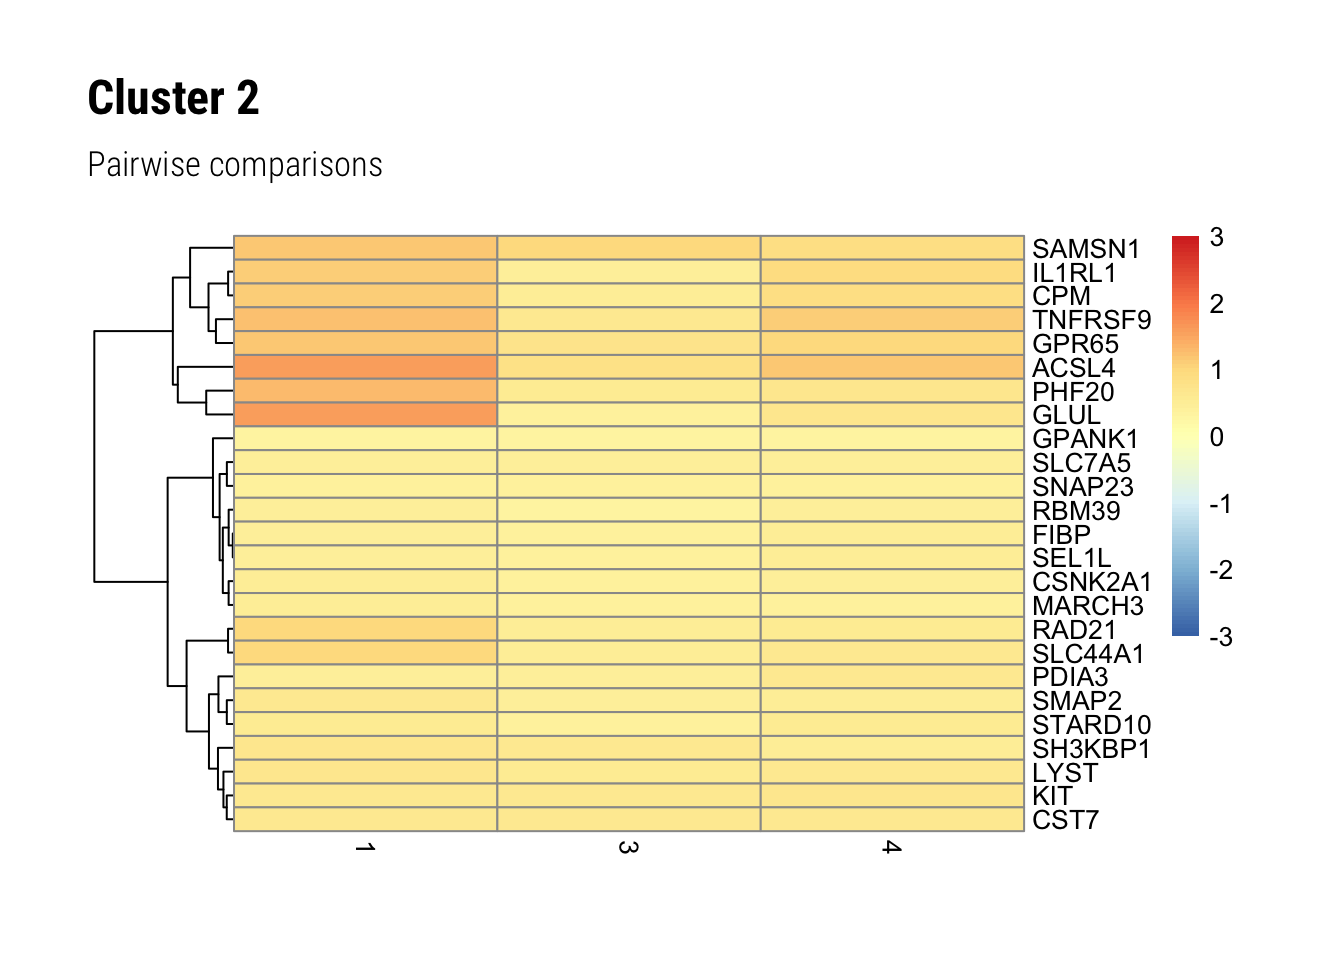 Cluster 2
Pairwise comparisons
SAMSN1
IL1RL1
CPM
TNFRSF9
GPR65
ACSL4
PHF20
GLUL
GPANK1
SLC7A5
SNAP23
RBM39
FIBP
SEL1L
CSNK2A1
MARCH3
RAD21
SLC44A1
PDIA3
SMAP2
STARD10
SH3KBP1
LYST
KIT
CST7
3
2
1
0
-1
-2
-3
1 3 4